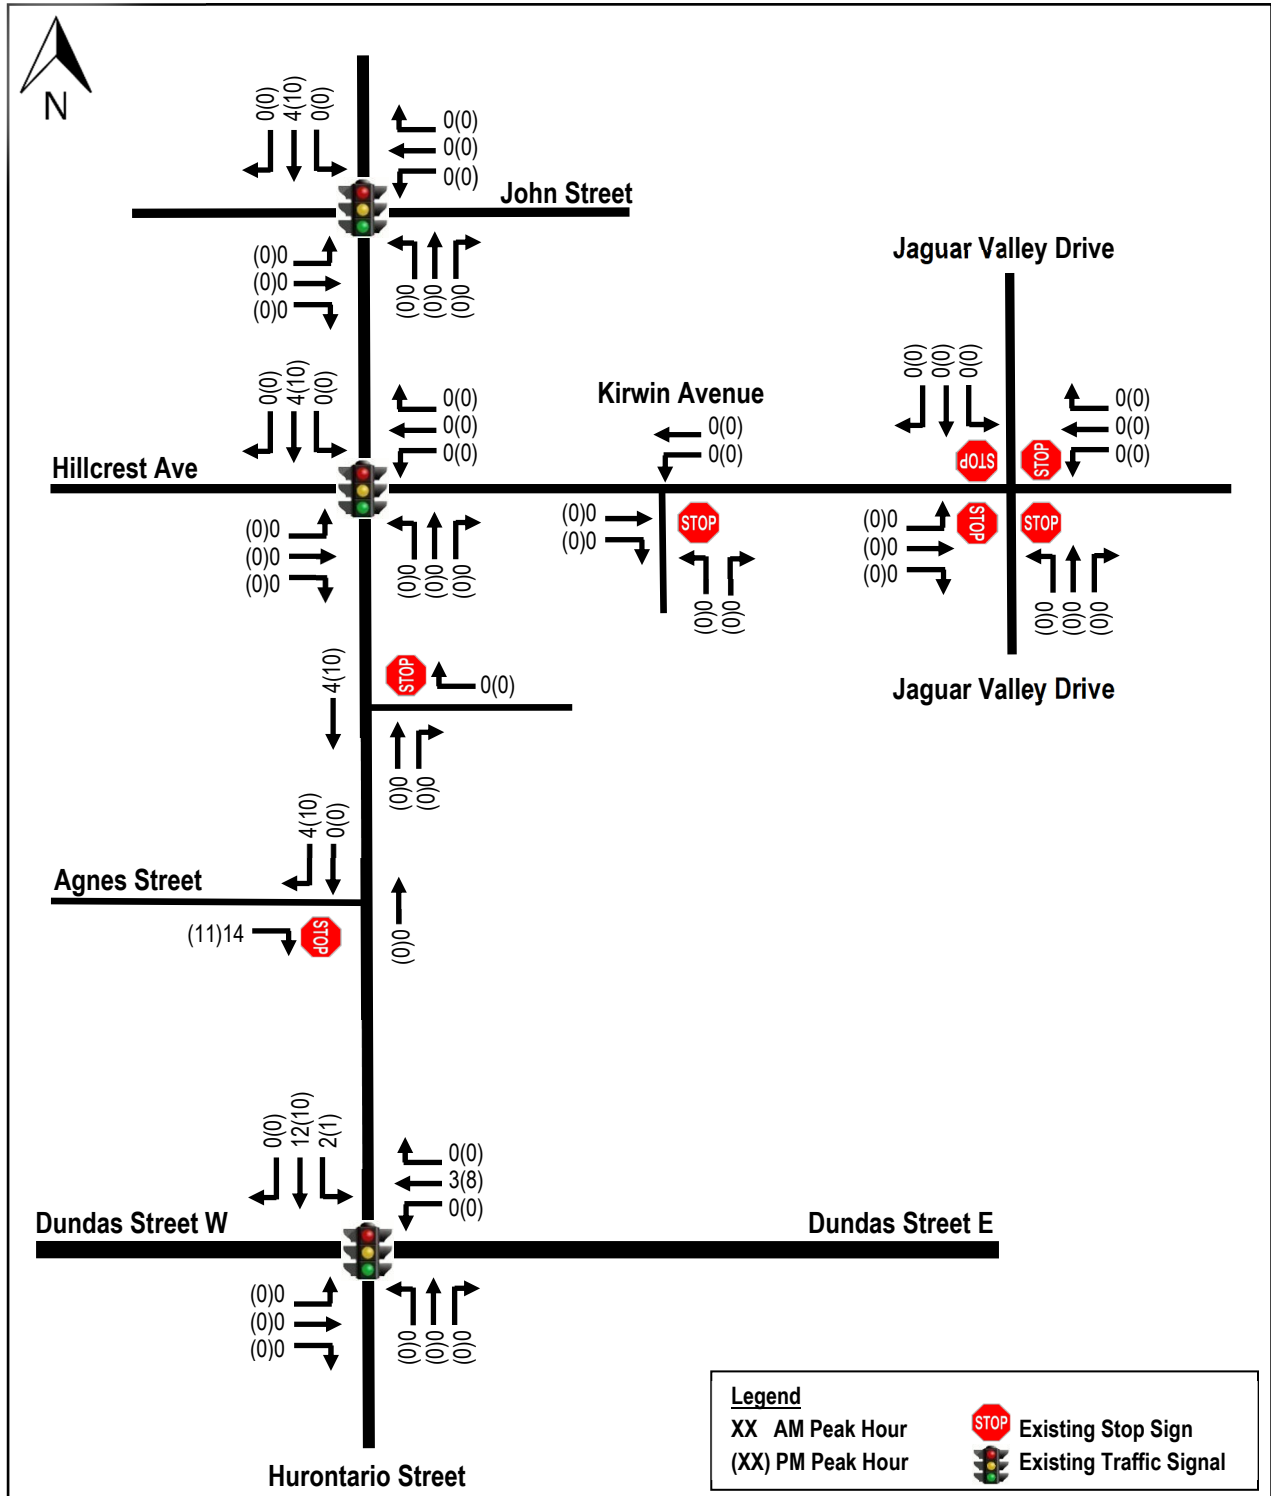 N
0(0)
4(10)
0(0)
0(0)
0(0)
0(0)
John Street
(0)0
(0)0
(0)0
(0)0
(0)0
(0)0
Jaguar Valley Drive
0(0)
4(10)
0(0)
0(0)
0(0)
0(0)
Hillcrest Ave
(0)0
(0)0
(0)0
(0)0
(0)0
(0)0
Kirwin Avenue
0(0)
0(0)
(0)0
(0)0
STOP
(0)0
(0)0
0(0)
0(0)
0(0)
0(0)
0(0)
0(0)
STOP
STOP
STOP
STOP
(0)0
(0)0
(0)0
(0)0
(0)0
(0)0
Jaguar Valley Drive
4(10)
STOP
0(0)
(0)0
(0)0
4(10)
0(0)
Agnes Street
(11)14
STOP
(0)0
0(0)
12(10)
2(1)
0(0)
3(8)
0(0)
Dundas Street W
Dundas Street E
(0)0
(0)0
(0)0
(0)0
(0)0
(0)0
Hurontario Street
Legend
XX AM Peak Hour
STOP Existing Stop Sign
(XX) PM Peak Hour
Existing Traffic Signal